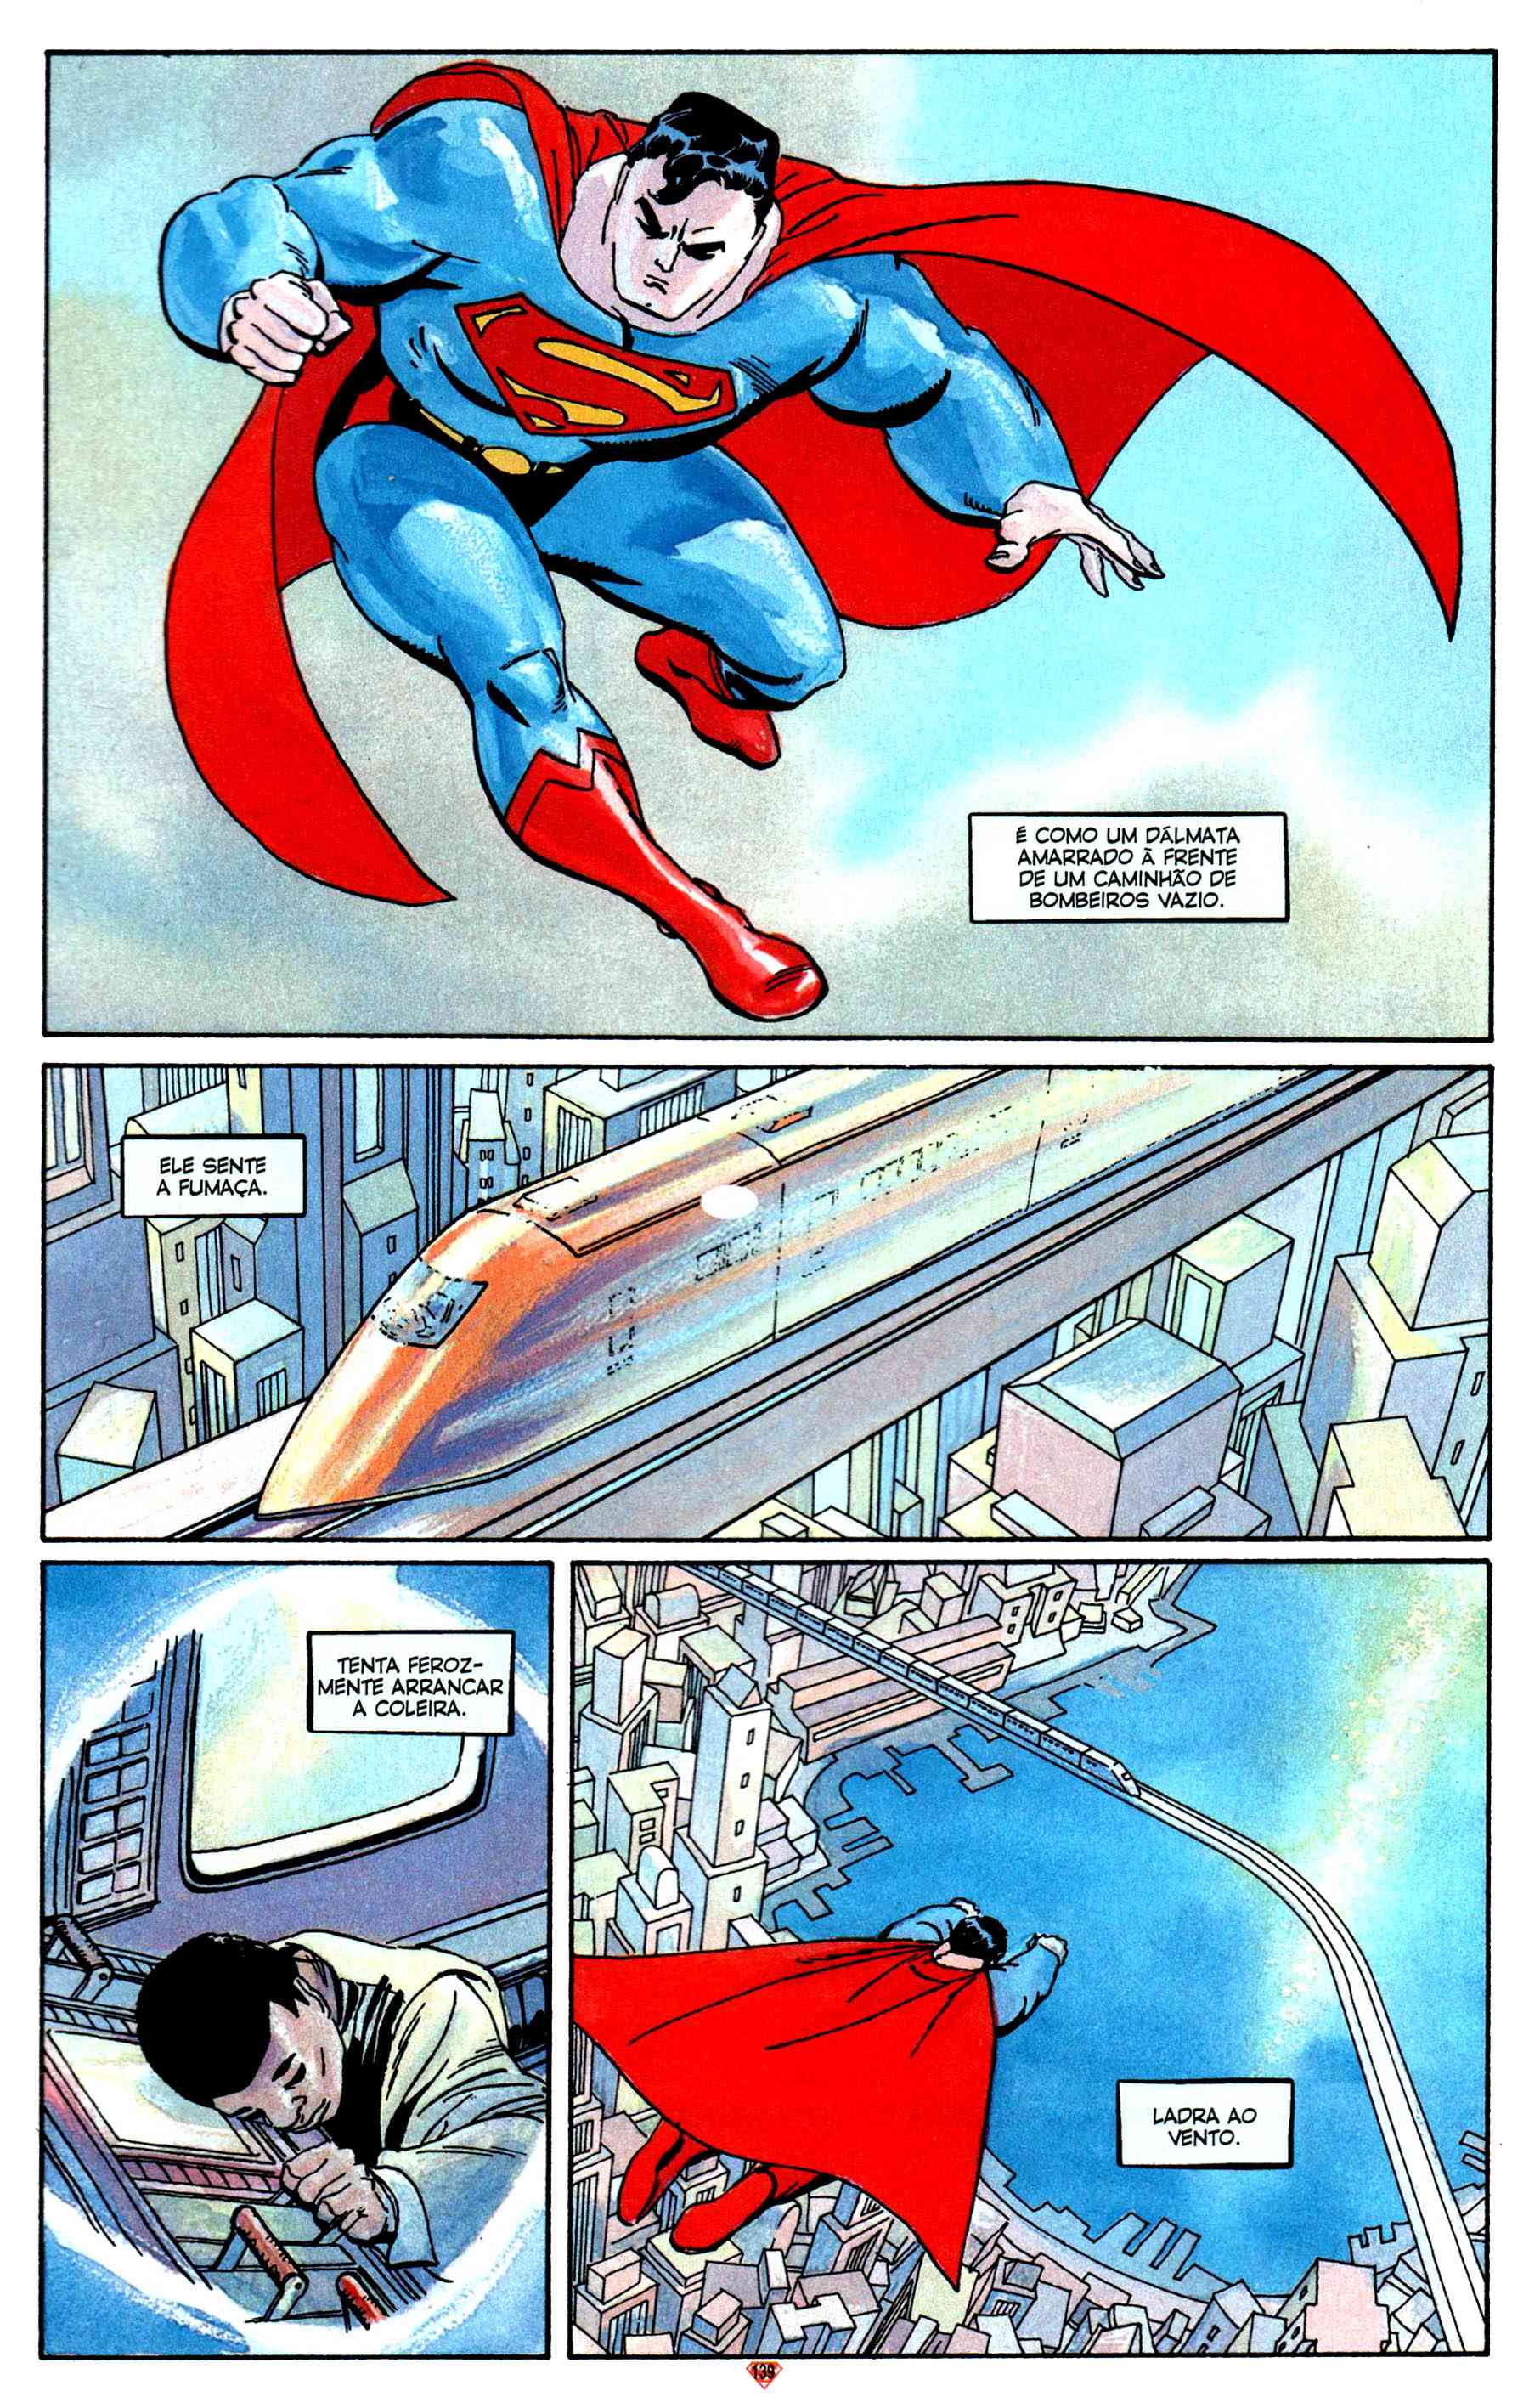 É COMO UM DÁLMATA
AMARRADO À FRENTE
DE UM CAMINHÃO DE
BOMBEIROS VAZIO.
ELE SENTE
A FUMAÇA.
TENTA FEROZ-
MENTE ARRANCAR
A COLEIRA.
LADRA AO
VENTO.
139